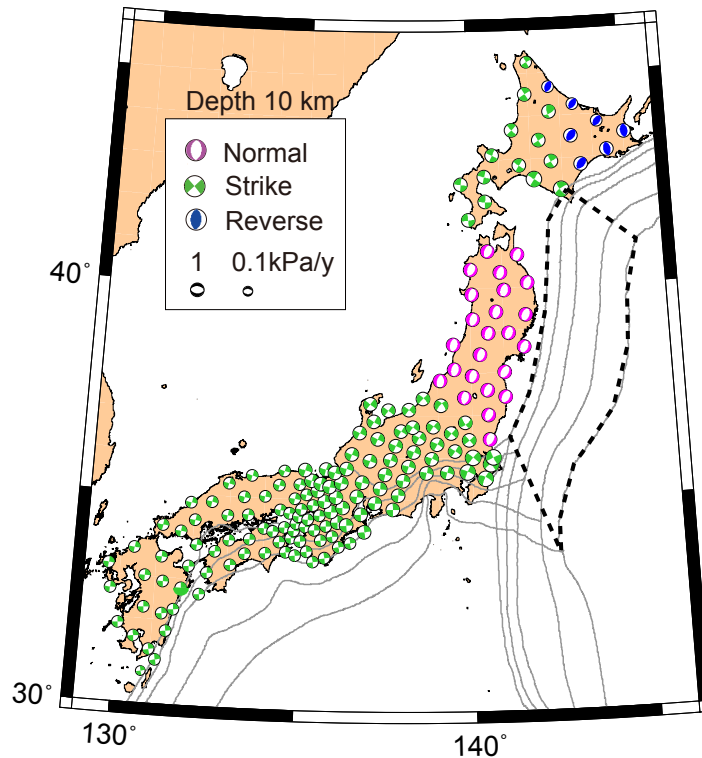 Depth 10 km
Normal
Strike
Reverse
1 0.1kPa/y
40°
30°
130°
140°